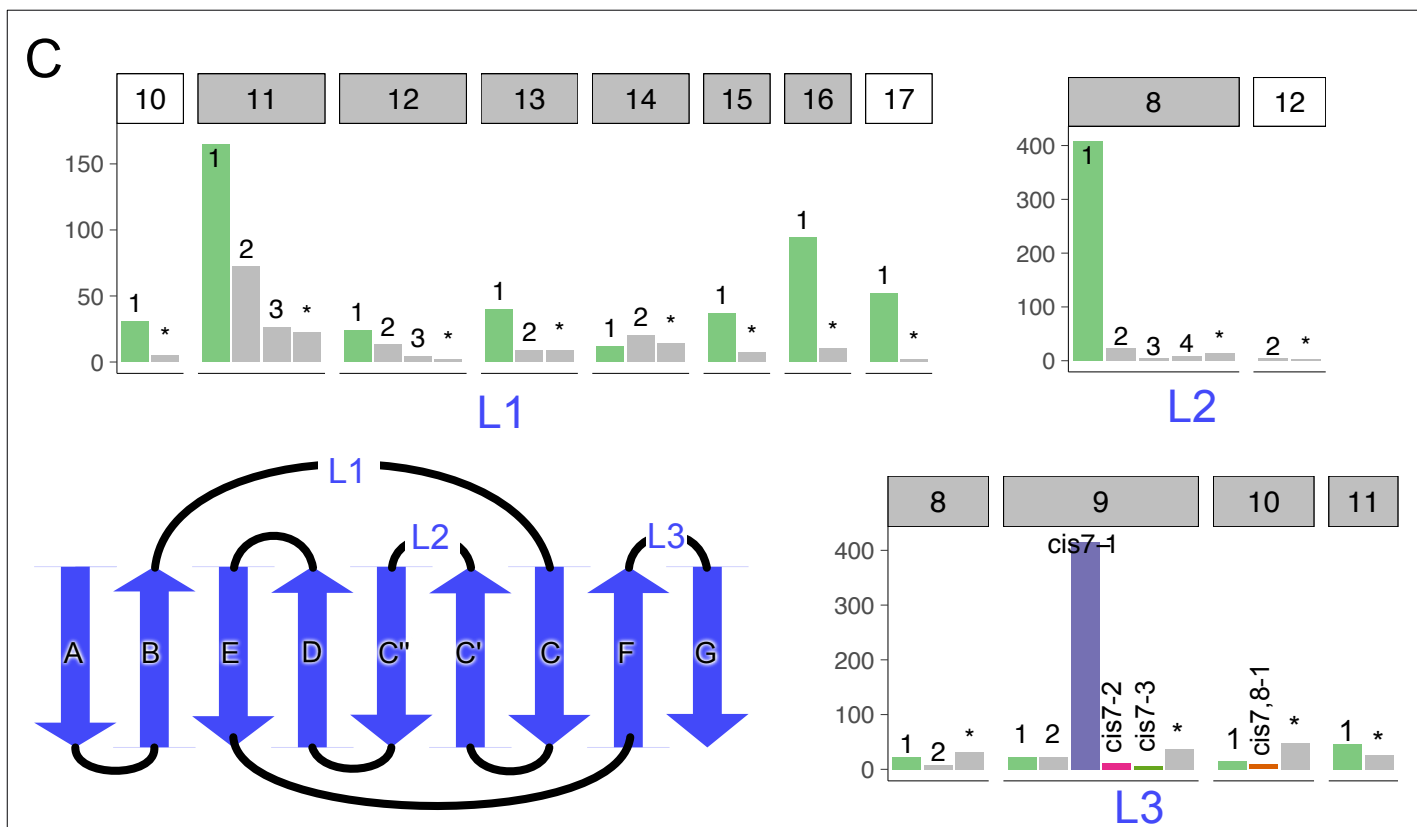 C
10 11 12 13 14 15 16 17
150
100
50
0
1 *
1 2 3 *
1 2 3 *
1 2 *
1 2 *
1 *
1 *
1 *
L1
8 12
400
300
200
100
0
1 2 3 4 *
2 *
L2
L1
L2
L3
A B E D C" C' C F G
8 9 10 11
400
300
200
100
0
1 2 *
1 2 cis7-1 cis7-2 cis7-3 *
1 cis7,8-1 *
1 *
L3